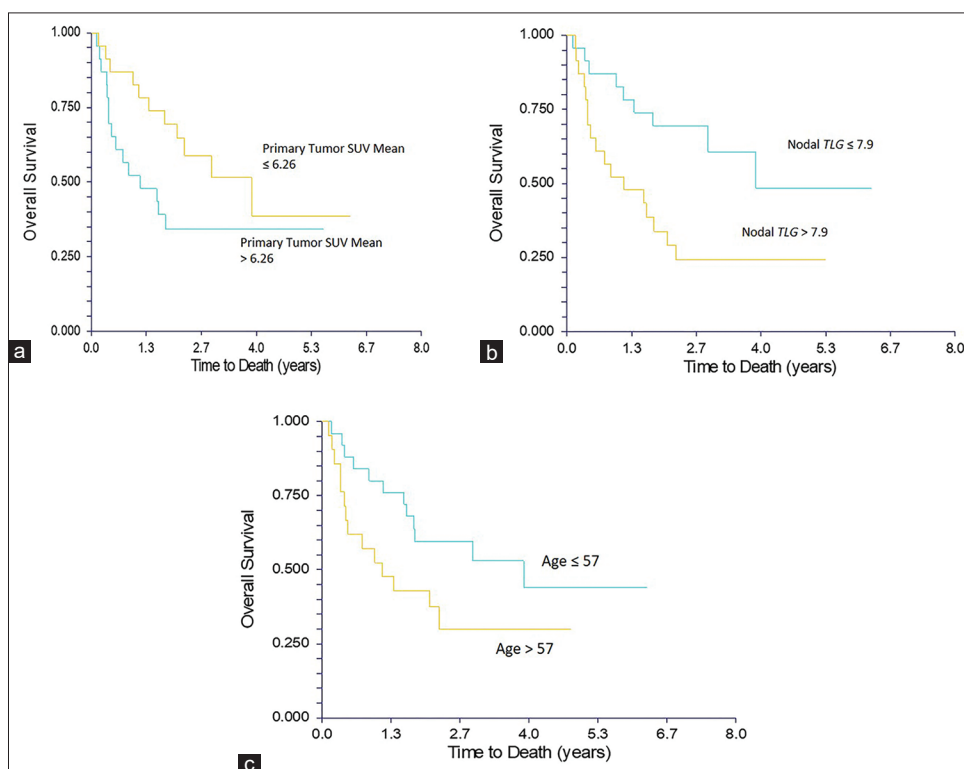 1.000
0.750
0.500
0.250
0.000
Overall Survival
Primary Tumor SUV Mean
≤ 6.26
Primary Tumor SUV Mean
> 6.26
0.0 1.3 2.7 4.0 5.3 6.7 8.0
Time to Death (years)
a
1.000
0.750
0.500
0.250
0.000
Overall Survival
Nodal TLG ≤ 7.9
Nodal TLG > 7.9
0.0 1.3 2.7 4.0 5.3 6.7 8.0
Time to Death (years)
b
1.000
0.750
0.500
0.250
0.000
Overall Survival
Age ≤ 57
Age > 57
0.0 1.3 2.7 4.0 5.3 6.7 8.0
Time to Death (years)
c